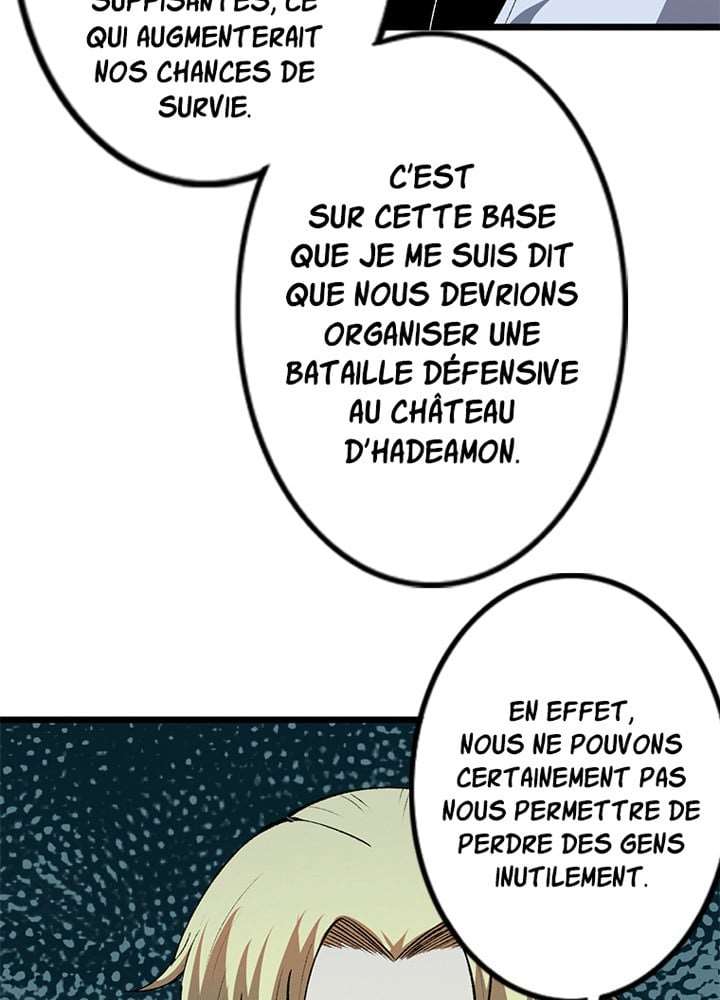 SUFFISANTES, CE
QUI AUGMENTERAIT
NOS CHANCES DE
SURVIE.
C'EST
SUR CETTE BASE
QUE JE ME SUIS DIT
QUE NOUS DEVRIONS
ORGANISER UNE
BATAILLE DÉFENSIVE
AU CHÂTEAU
D'HADEAMON.
EN EFFET,
NOUS NE POUVONS
CERTAINEMENT PAS
NOUS PERMETTRE DE
PERDRE DES GENS
INUTILEMENT.